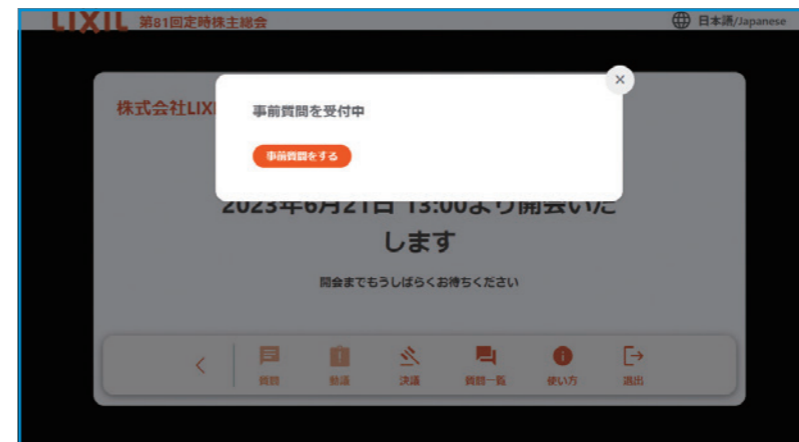 LIXIL 第81回定時株主総会
日本語/Japanese
株式会社LIXI
事前質問を受付中
事前質問をする
2023年6月21日 13:00より開会いた
します
開会までもうしばらくお待ちください
質問 動議 決議 質問一覧 使い方 退出